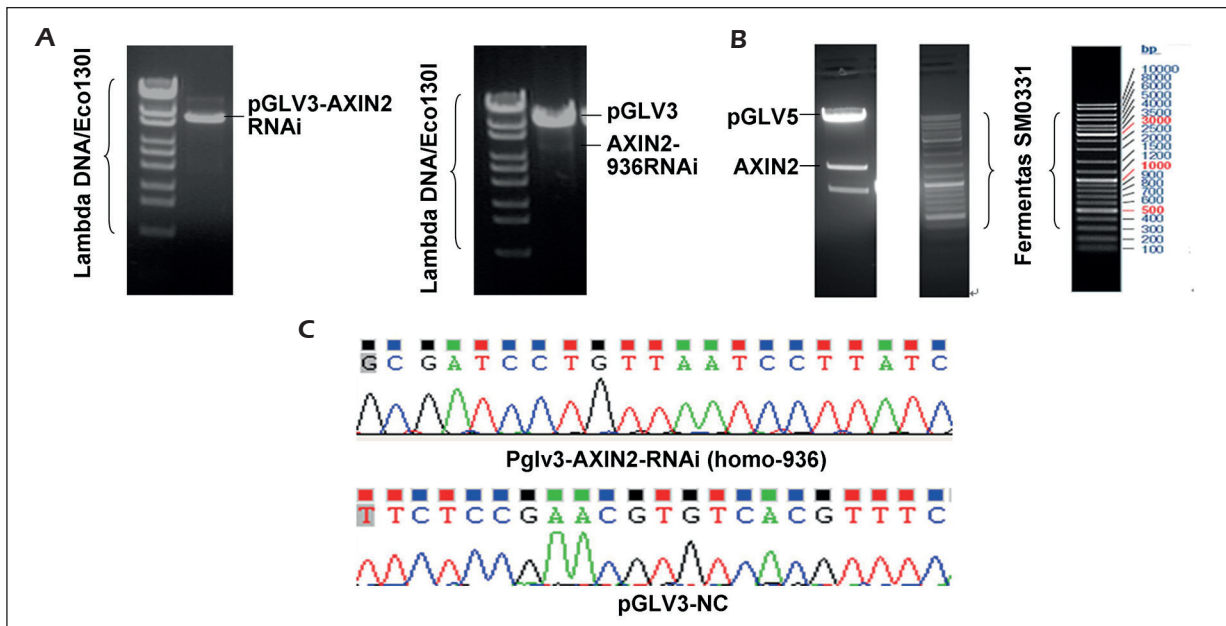 A
Lambda DNA/Eco130I
pGLV3-AXIN2
RNAi
Lambda DNA/Eco130I
pGLV3
AXIN2-
936RNAi
B
pGLV5
AXIN2
Fermentas SM0331
bp
10000
8000
6000
5000
4000
3500
3000
2500
2000
1500
1200
1000
900
800
700
600
500
400
300
200
100
C
G C G A T C C T G T T A A T C C T T A T C
Pglv3-AXIN2-RNAi (homo-936)
T T C T C C G A A C G T G T C A C G T T T C
pGLV3-NC